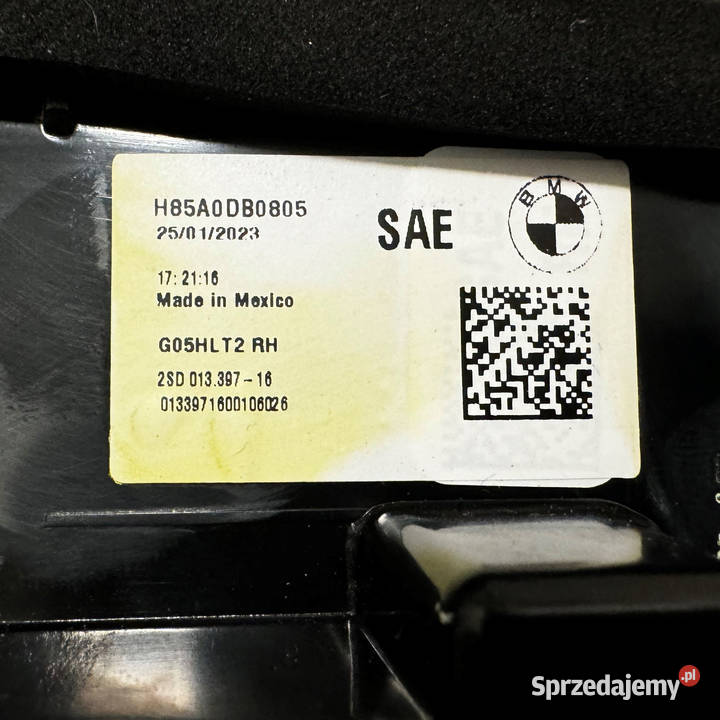 H85A0DB0805
25/01/2023
SAE
BMW
17:21:16
Made in Mexico
G05HLT2 RH
2SD 013.397-16
0133971600106026
Sprzedajemy.pl